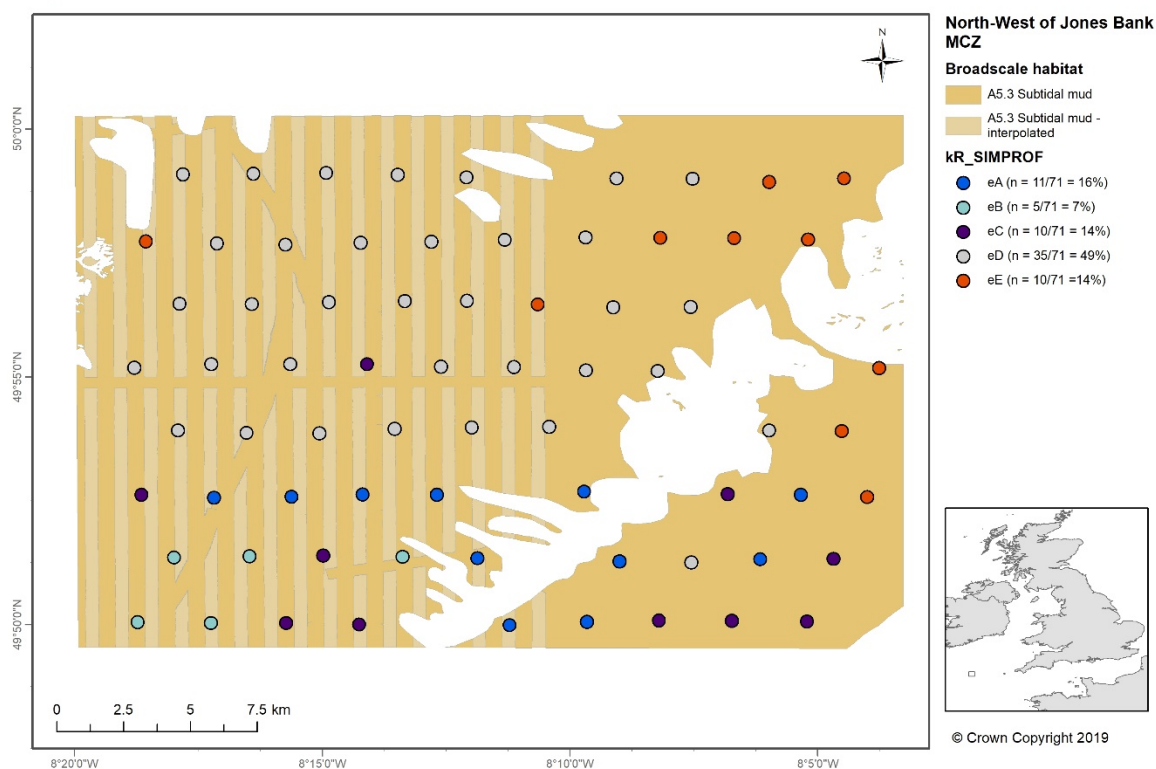 North-West of Jones Bank
MCZ
Broadscale habitat
A5.3 Subtidal mud
A5.3 Subtidal mud -
interpolated
kR_SIMPROF
eA (n = 11/71 = 16%)
eB (n = 5/71 = 7%)
eC (n = 10/71 = 14%)
eD (n = 35/71 = 49%)
eE (n = 10/71 =14%)
N
50°0'0"N
49°55'0"N
49°50'0"N
0 2.5 5 7.5 km
8°20'0"W 8°15'0"W 8°10'0"W 8°5'0"W
© Crown Copyright 2019